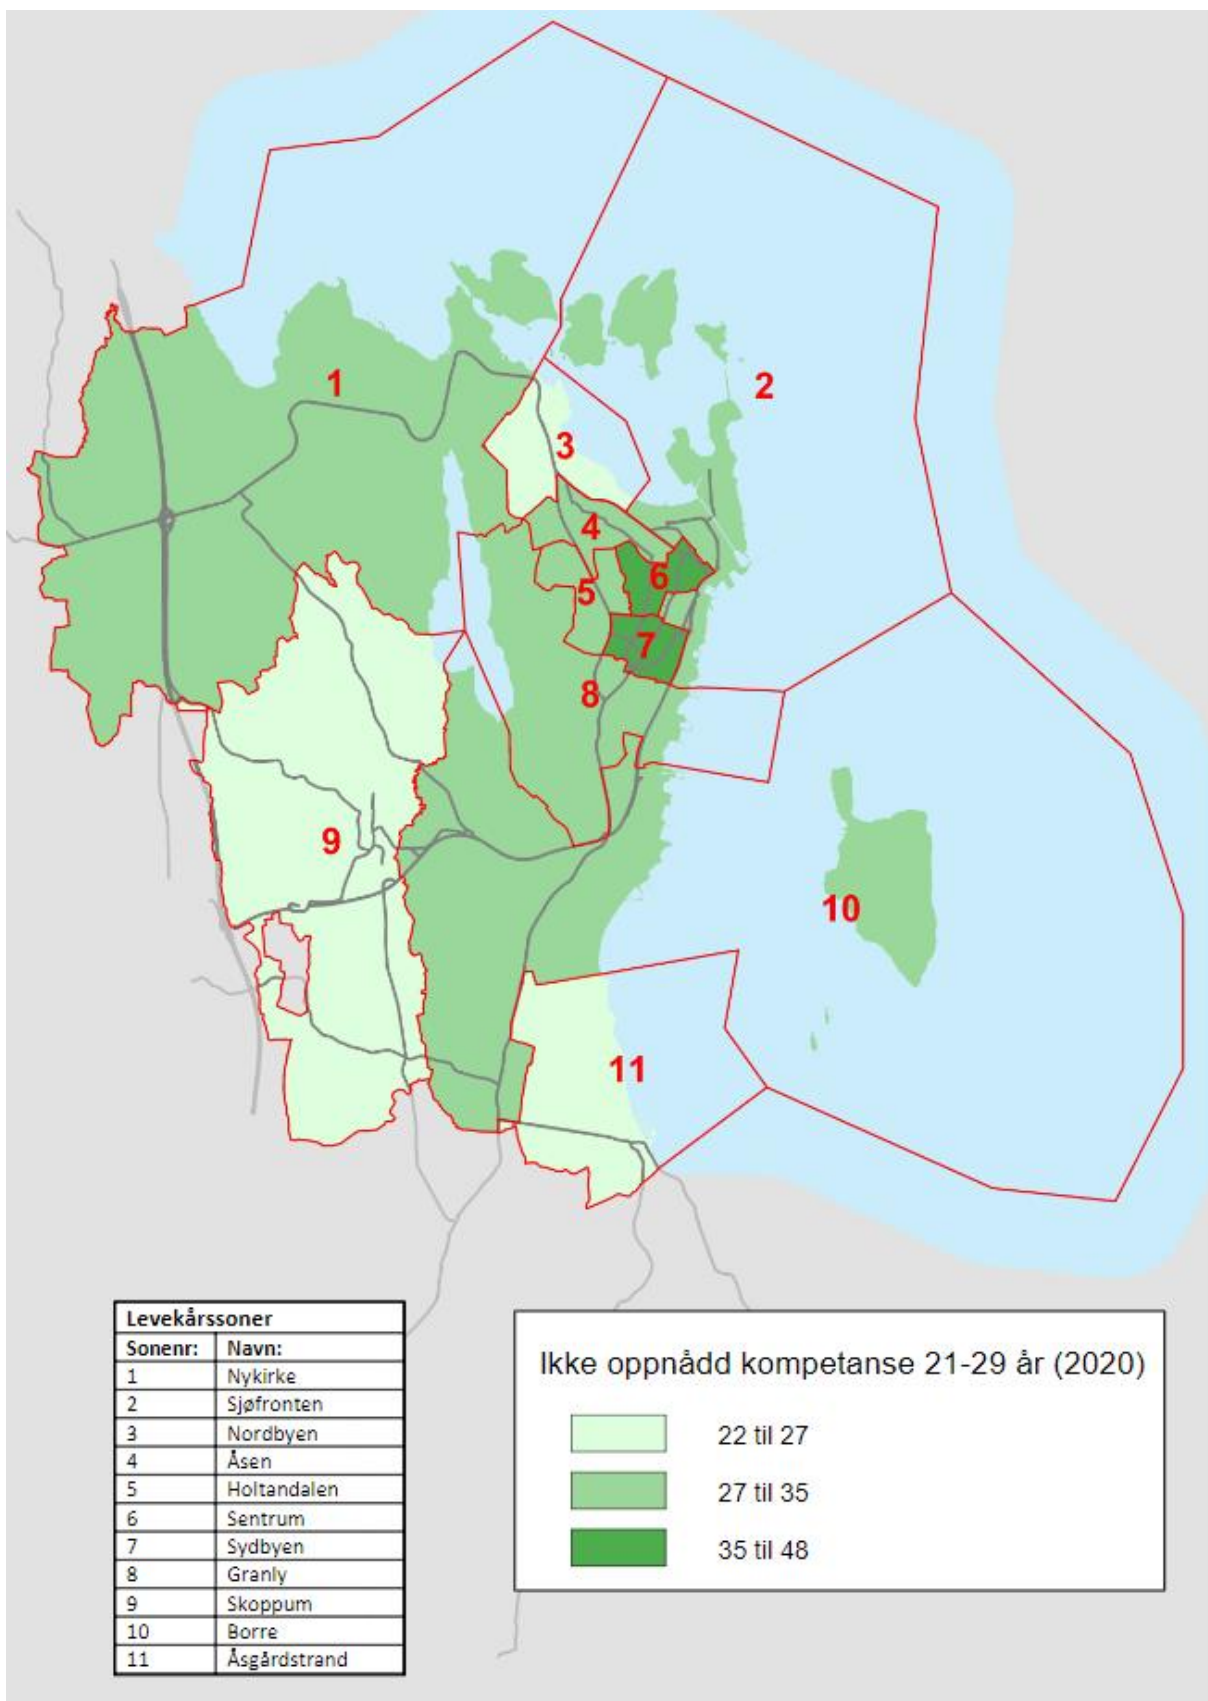 1
2
3
4
5
6
7
8
9
10
11
Levekårssoner
Sonenr: Navn:
1 Nykirke
2 Sjøfronten
3 Nordbyen
4 Åsen
5 Holtandalen
6 Sentrum
7 Sydbyen
8 Granly
9 Skoppum
10 Borre
11 Åsgårdstrand
Ikke oppnådd kompetanse 21-29 år (2020)
22 til 27
27 til 35
35 til 48